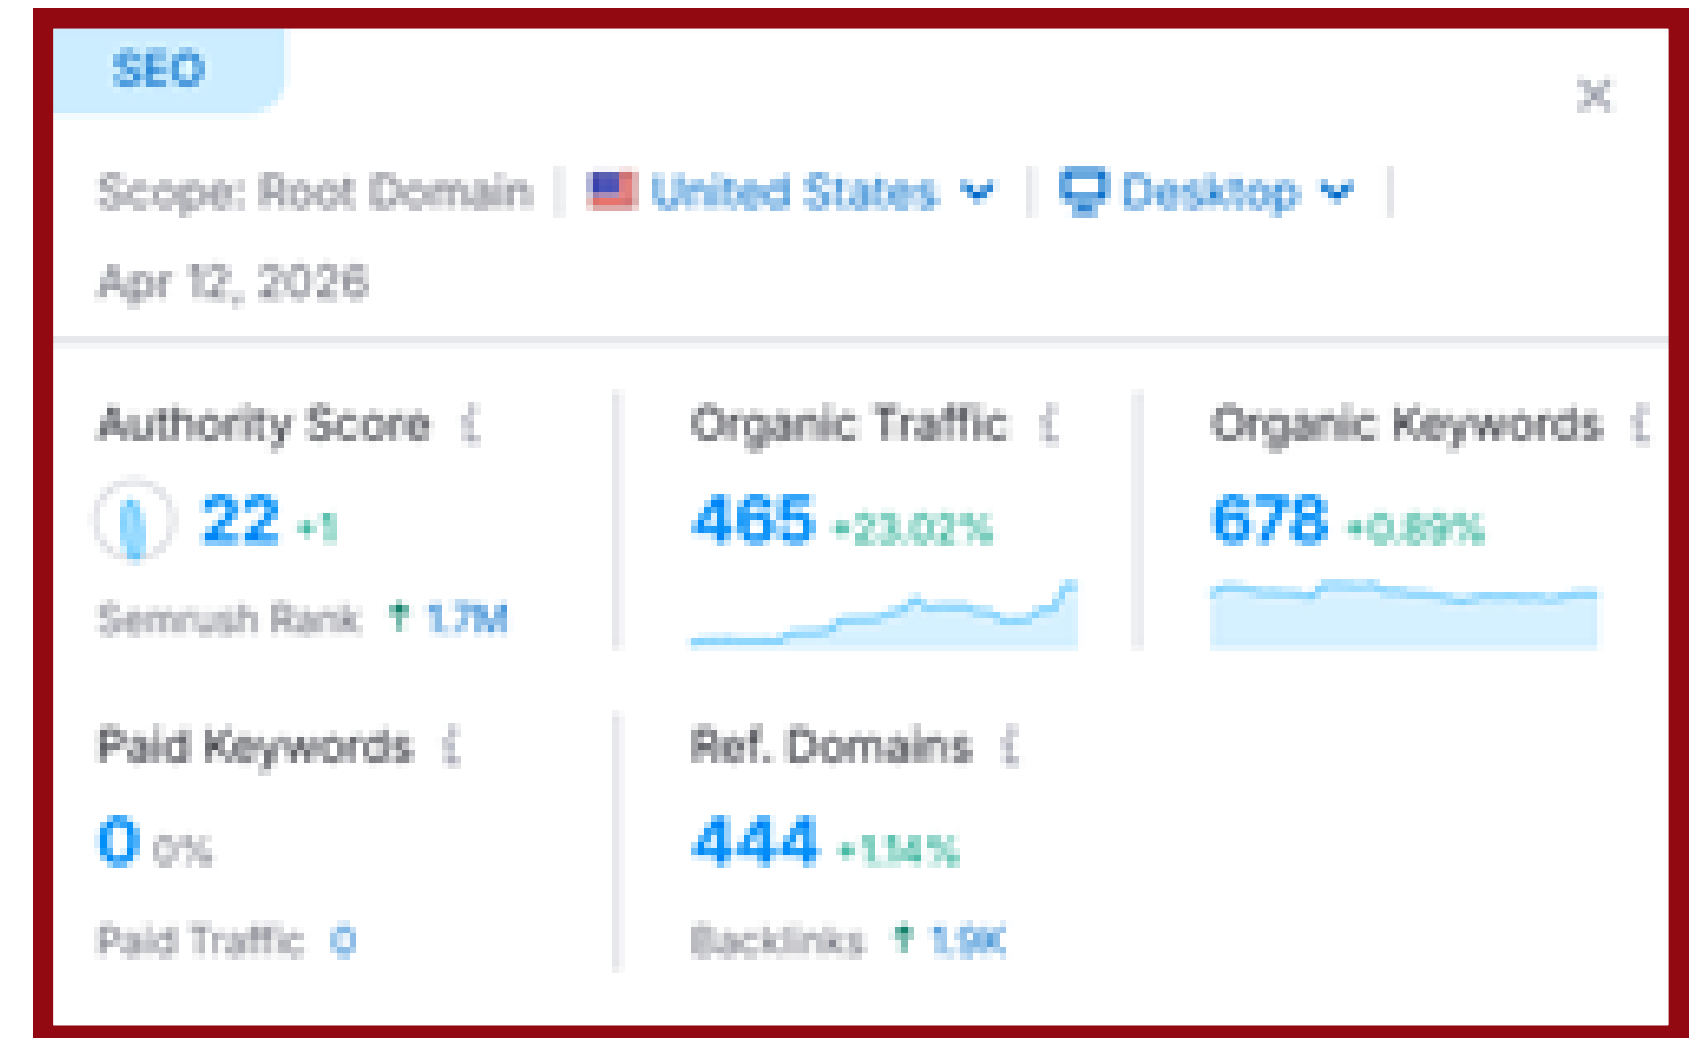 SEO
Scope: Root Domain United States Desktop
Apr 12, 2026
Authority Score Organic Traffic Organic Keywords
22 +1 465 +23.02% 678 +0.89%
Semrush Rank ↑ 1.7M
Paid Keywords Ref. Domains
0 0% 444 +1.14%
Paid Traffic 0 Backlinks ↑ 1.9K